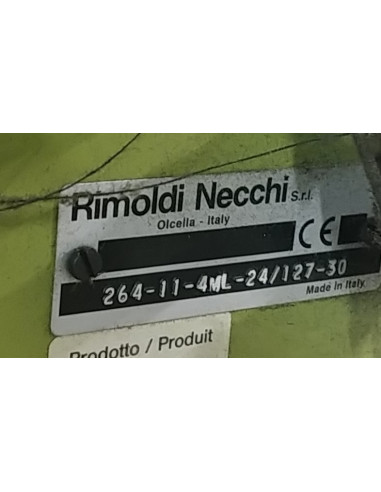 Rimoldi Necchi S.r.l.
Olcella - Italy
CE
264-11-4ML-24/127-30
Made in Italy
Prodotto / Produit